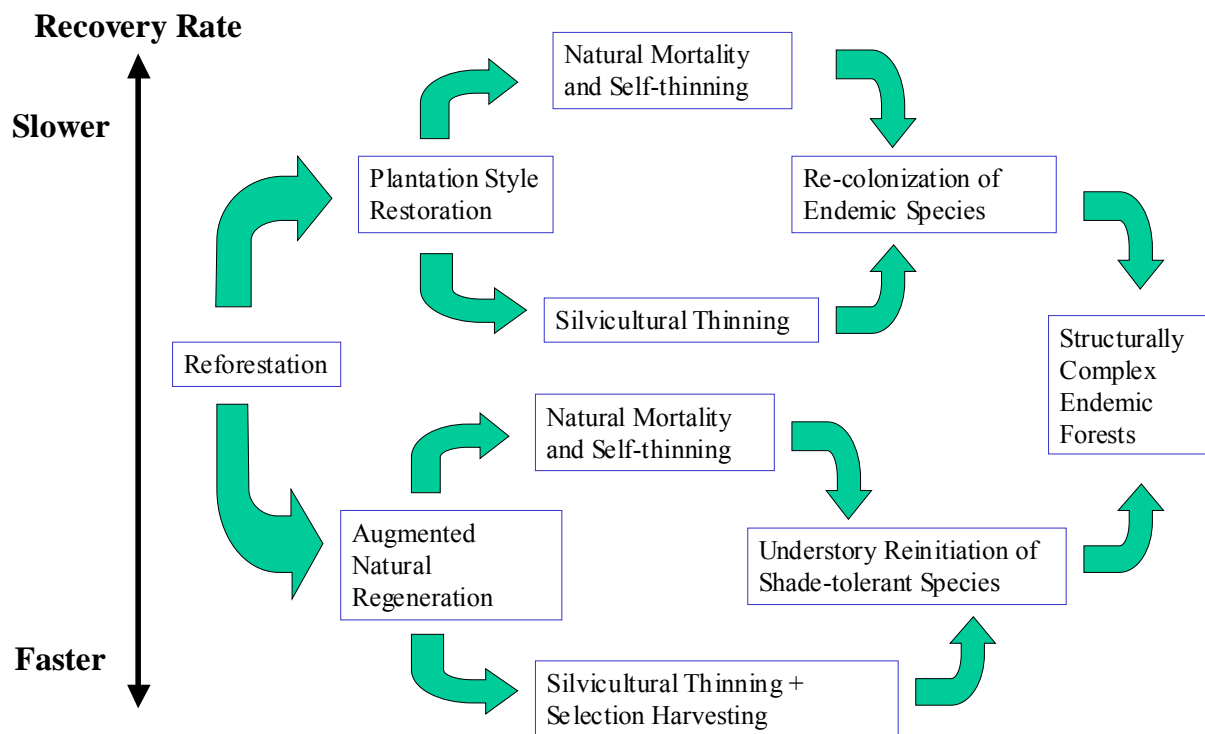 Recovery Rate
Slower
Faster
Reforestation
Plantation Style
Restoration
Natural Mortality
and Self-thinning
Silvicultural Thinning
Re-colonization of
Endemic Species
Augmented
Natural
Regeneration
Natural Mortality
and Self-thinning
Silvicultural Thinning +
Selection Harvesting
Understory Reinitiation of
Shade-tolerant Species
Structurally
Complex
Endemic
Forests